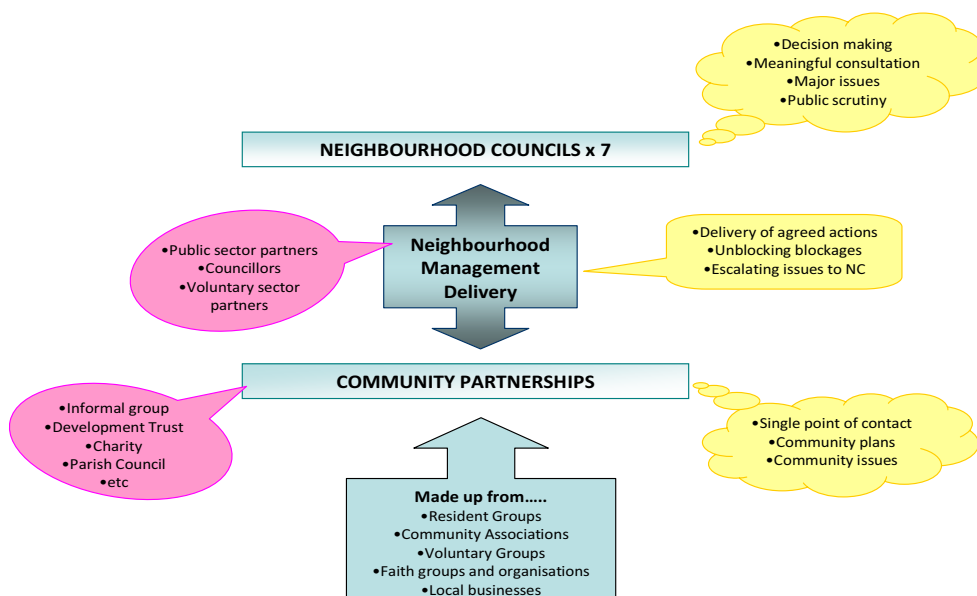 •Decision making
•Meaningful consultation
•Major issues
•Public scrutiny
NEIGHBOURHOOD COUNCILS x 7
•Public sector partners
•Councillors
•Voluntary sector
partners
Neighbourhood
Management
Delivery
•Delivery of agreed actions
•Unblocking blockages
•Escalating issues to NC
COMMUNITY PARTNERSHIPS
•Informal group
•Development Trust
•Charity
•Parish Council
•etc
•Single point of contact
•Community plans
•Community issues
Made up from.....
•Resident Groups
•Community Associations
•Voluntary Groups
•Faith groups and organisations
•Local businesses